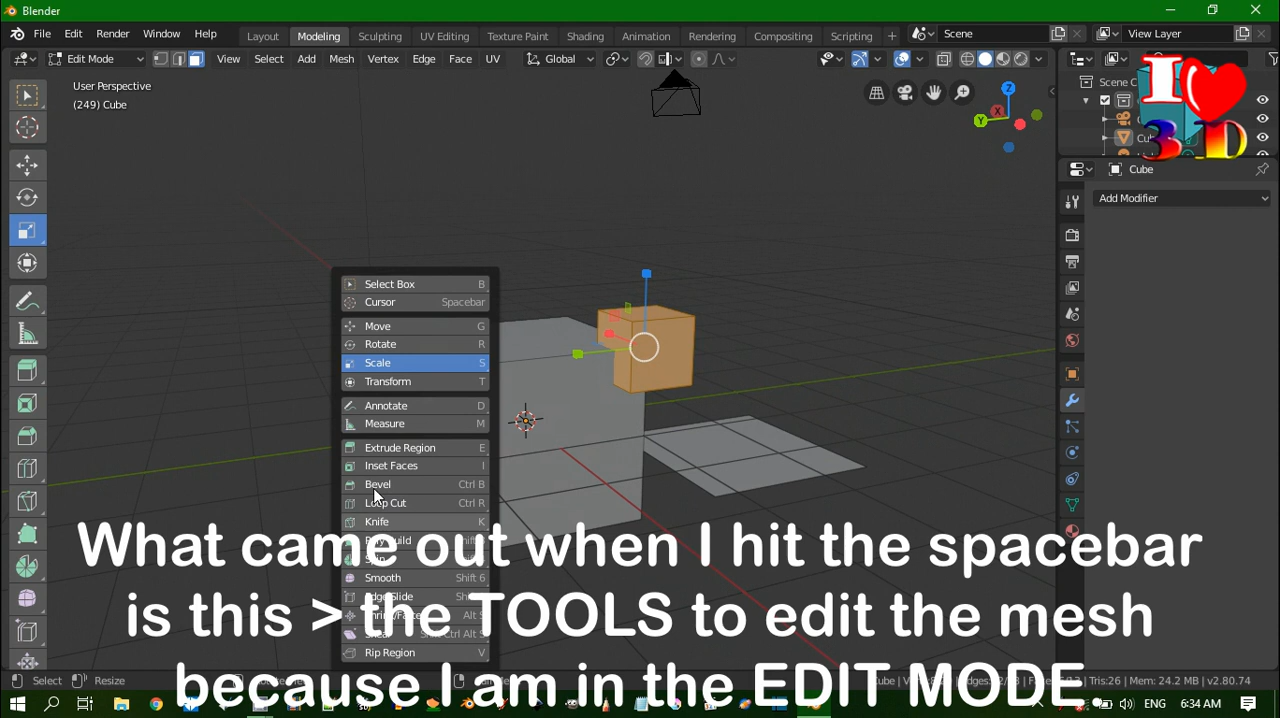 Blender
File Edit Render Window Help
Layout Modeling Sculpting UV Editing Texture Paint Shading Animation Rendering Compositing Scripting
Scene
View Layer
Edit Mode
View Select Add Mesh Vertex Edge Face UV
Global
User Perspective
(249) Cube
Z
X
Y
Scene C
I
3 D
Cube
Add Modifier
Select Box B
Cursor Spacebar
Move G
Rotate R
Scale S
Transform T
Annotate D
Measure M
Extrude Region E
Inset Faces I
Bevel Ctrl B
Loop Cut Ctrl R
Knife K
Smooth Shift 6
Edge Slide
Rip Region V
What came out when I hit the spacebar
is this > the TOOLS to edit the mesh
because I am in the EDIT MODE
Select
Resize
Tris:26 | Mem: 24.2 MB | v2.80.74
ENG 6:34 AM